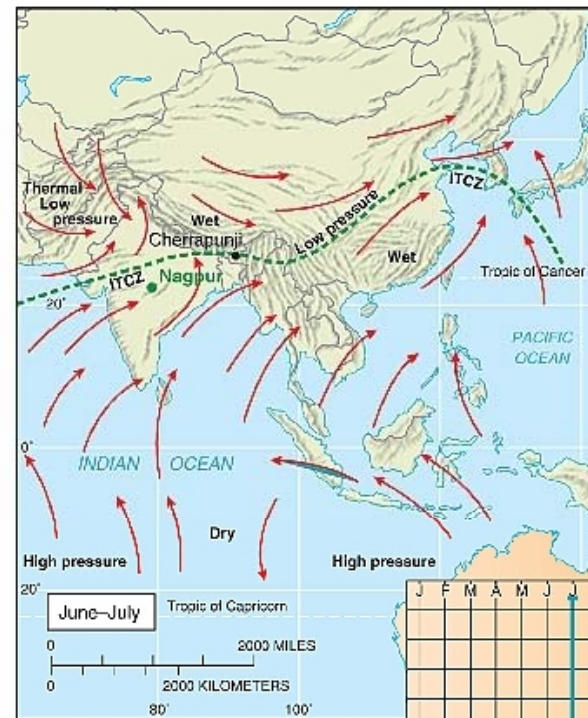 Thermal
Low
pressure
Wet
Cherrapunji
Low pressure
ITCZ
Nagpur
ITCZ
Wet
Tropic of Cancer
20°
PACIFIC
OCEAN
0°
INDIAN OCEAN
Dry
High pressure
High pressure
20°
June–July
Tropic of Capricorn
J F M A M J J
0 2000 MILES
0 2000 KILOMETERS
80° 100°